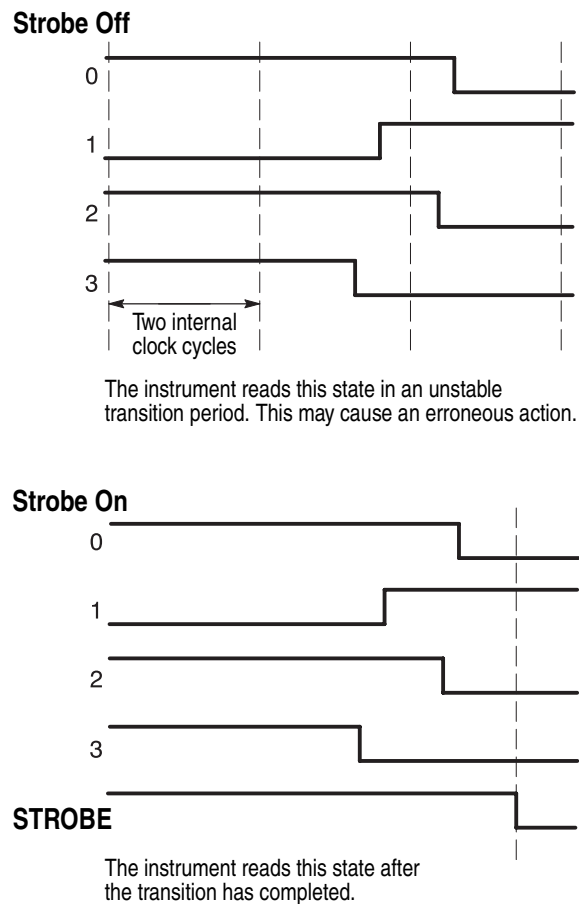 Strobe Off
0
1
2
3
Two internal
clock cycles
The instrument reads this state in an unstable
transition period. This may cause an erroneous action.
Strobe On
0
1
2
3
STROBE
The instrument reads this state after
the transition has completed.